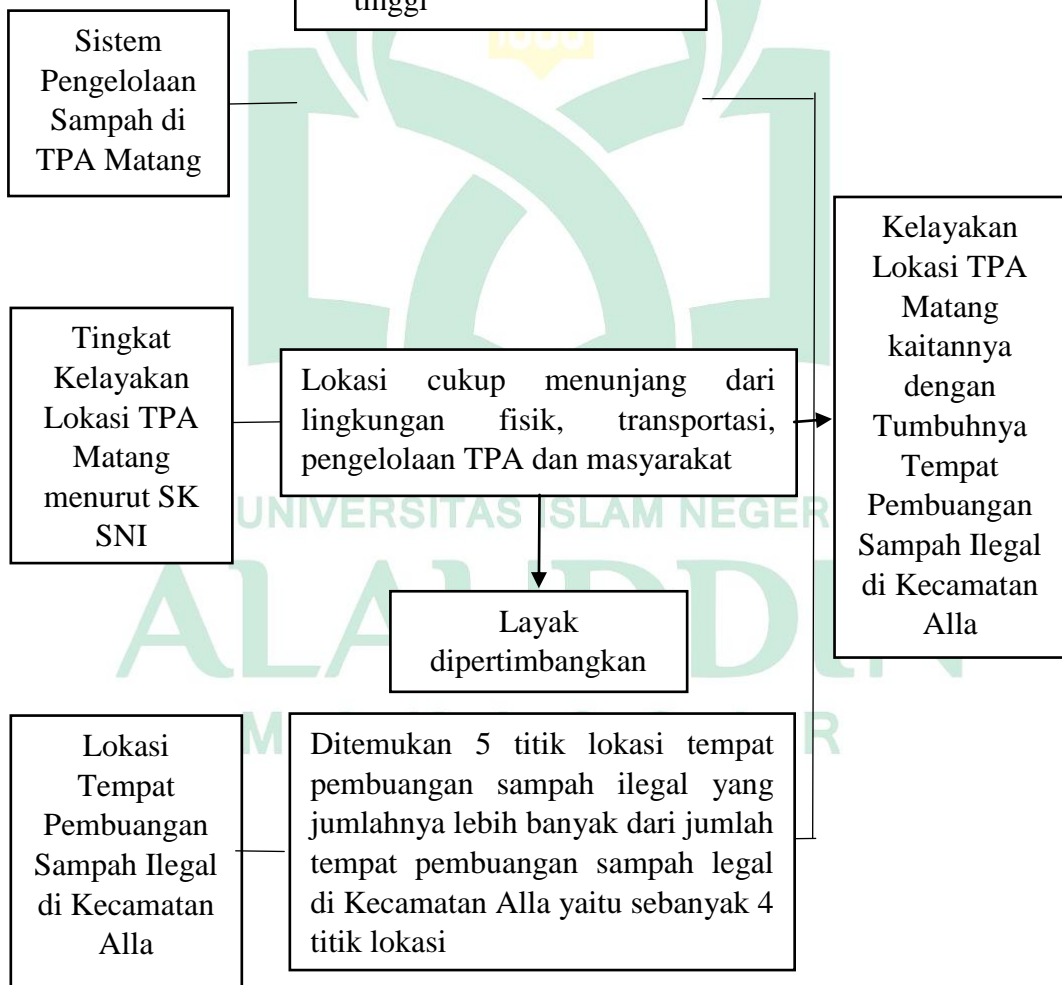 tinggi
Sistem
Pengelolaan
Sampah di
TPA Matang
Tingkat
Kelayakan
Lokasi TPA
Matang
menurut SK
SNI
Lokasi cukup menunjang dari
lingkungan fisik, transportasi,
pengelolaan TPA dan masyarakat
Layak
dipertimbangkan
Kelayakan
Lokasi TPA
Matang
kaitannya
dengan
Tumbuhnya
Tempat
Pembuangan
Sampah Ilegal
di Kecamatan
Alla
Lokasi
Tempat
Pembuangan
Sampah Ilegal
di Kecamatan
Alla
Ditemukan 5 titik lokasi tempat
pembuangan sampah ilegal yang
jumlahnya lebih banyak dari jumlah
tempat pembuangan sampah legal
di Kecamatan Alla yaitu sebanyak 4
titik lokasi
UNIVERSITAS ISLAM NEGER
ALAUDDIN